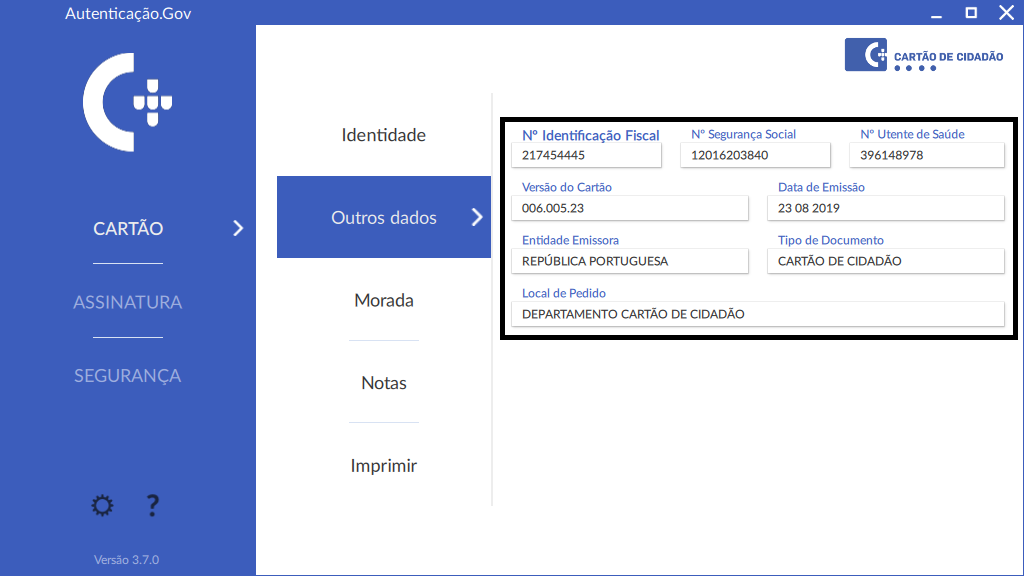 Autenticação.Gov
CARTÃO DE CIDADÃO
CARTÃO
ASSINATURA
SEGURANÇA
?
Versão 3.7.0
Identidade
Outros dados
Morada
Notas
Imprimir
Nº Identificação Fiscal Nº Segurança Social Nº Utente de Saúde
217454445 12016203840 396148978
Versão do Cartão Data de Emissão
006.005.23 23 08 2019
Entidade Emissora Tipo de Documento
REPÚBLICA PORTUGUESA CARTÃO DE CIDADÃO
Local de Pedido
DEPARTAMENTO CARTÃO DE CIDADÃO